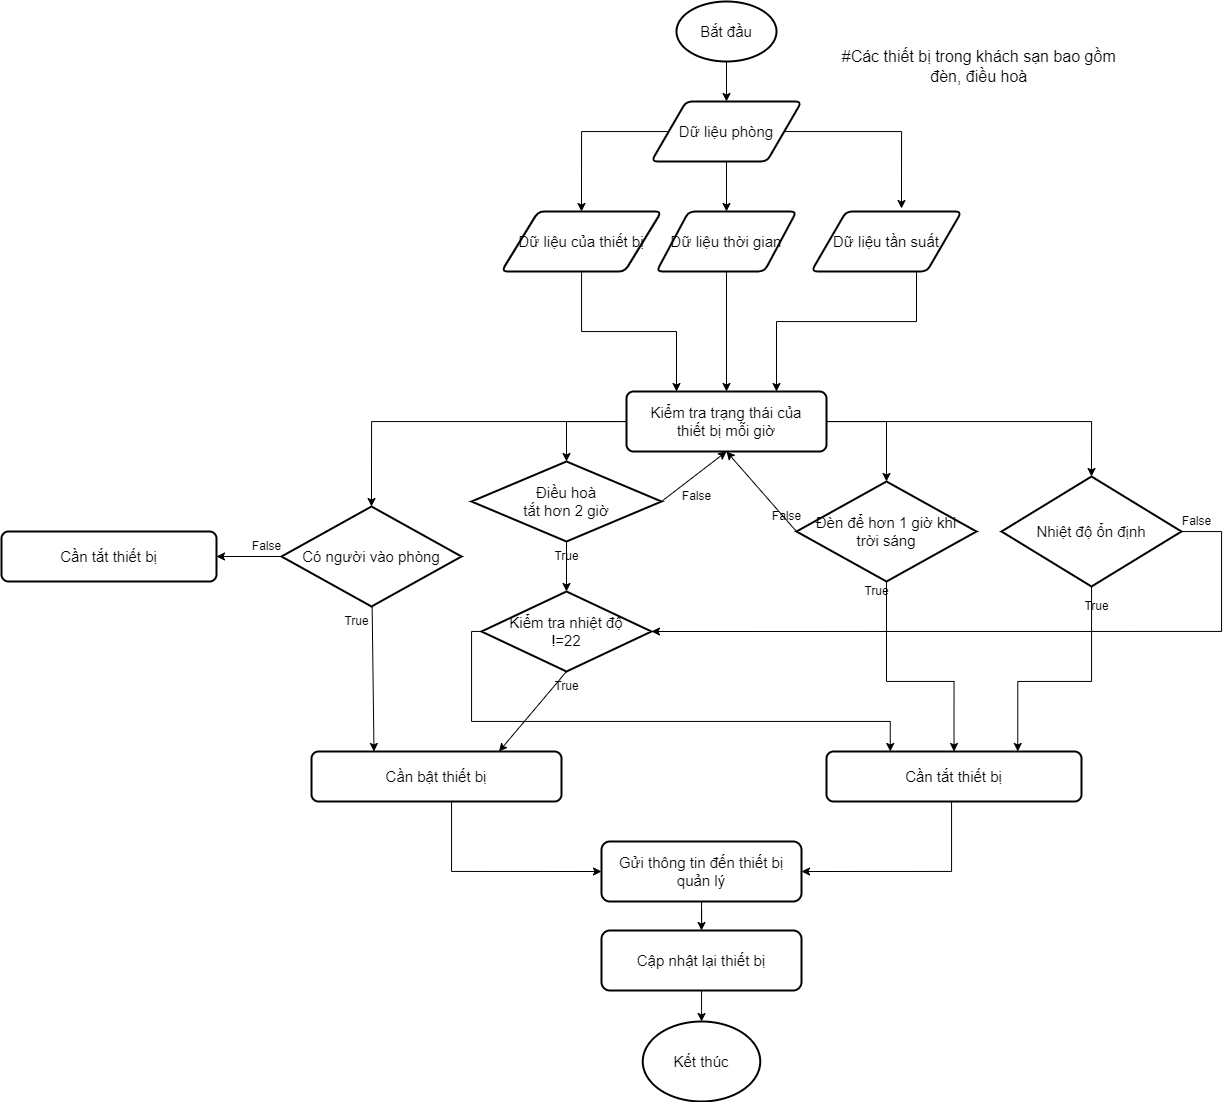 Bắt đầu
#Các thiết bị trong khách sạn bao gồm
đèn, điều hoà
Dữ liệu phòng
Dữ liệu của thiết bị
Dữ liệu thời gian
Dữ liệu tần suất
Kiểm tra trạng thái của
thiết bị mỗi giờ
Điều hoà
tắt hơn 2 giờ
False
False
Đèn để hơn 1 giờ khi
trời sáng
Nhiệt độ ổn định
False
Cần tắt thiết bị
False
Có người vào phòng
True
True
True
True
Kiểm tra nhiệt độ
!=22
True
Cần bật thiết bị
Cần tắt thiết bị
Gửi thông tin đến thiết bị
quản lý
Cập nhật lại thiết bị
Kết thúc